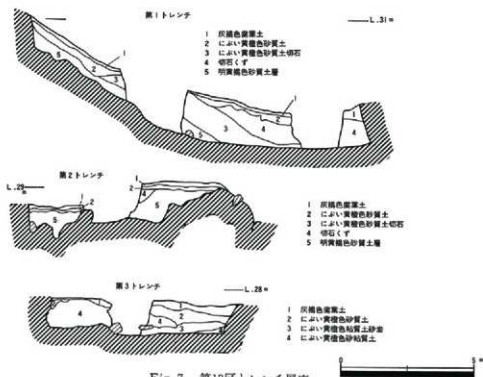 第1トレンチ
L.31m
1 灰褐色腐葉土
2 にぶい黄橙色砂質土
3 にぶい黄橙色砂質土切石
4 切石くず
5 明黄褐色砂質土層
第2トレンチ
L.29m
1 灰褐色腐葉土
2 にぶい黄橙色砂質土
3 にぶい黄橙色砂質土切石
4 切石くず
5 明黄褐色砂質土層
第3トレンチ
L.28m
1 灰褐色腐葉土
2 にぶい黄橙色砂質土
3 にぶい黄橙色粘質土砂岩
4 にぶい黄橙色砂粘質土
0 5m